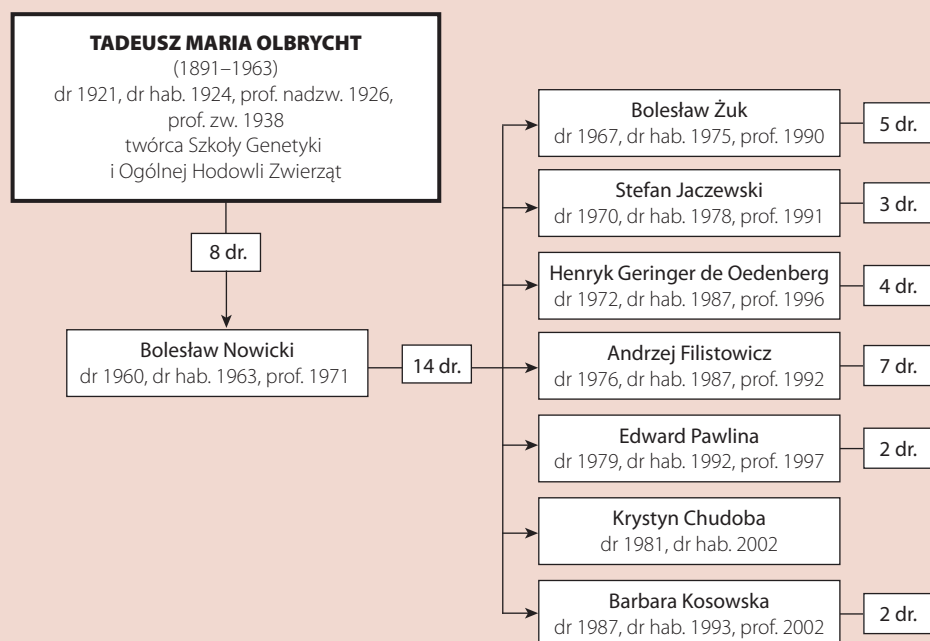 TADEUSZ MARIA OLBRYCHT
(1891–1963)
dr 1921, dr hab. 1924, prof. nadzw. 1926,
prof. zw. 1938
twórca Szkoły Genetyki
i Ogólnej Hodowli Zwierząt
8 dr.
Bolesław Nowicki
dr 1960, dr hab. 1963, prof. 1971
14 dr.
Bolesław Żuk
dr 1967, dr hab. 1975, prof. 1990
5 dr.
Stefan Jaczewski
dr 1970, dr hab. 1978, prof. 1991
3 dr.
Henryk Geringer de Oedenberg
dr 1972, dr hab. 1987, prof. 1996
4 dr.
Andrzej Filistowicz
dr 1976, dr hab. 1987, prof. 1992
7 dr.
Edward Pawlina
dr 1979, dr hab. 1992, prof. 1997
2 dr.
Krystyn Chudoba
dr 1981, dr hab. 2002
Barbara Kosowska
dr 1987, dr hab. 1993, prof. 2002
2 dr.